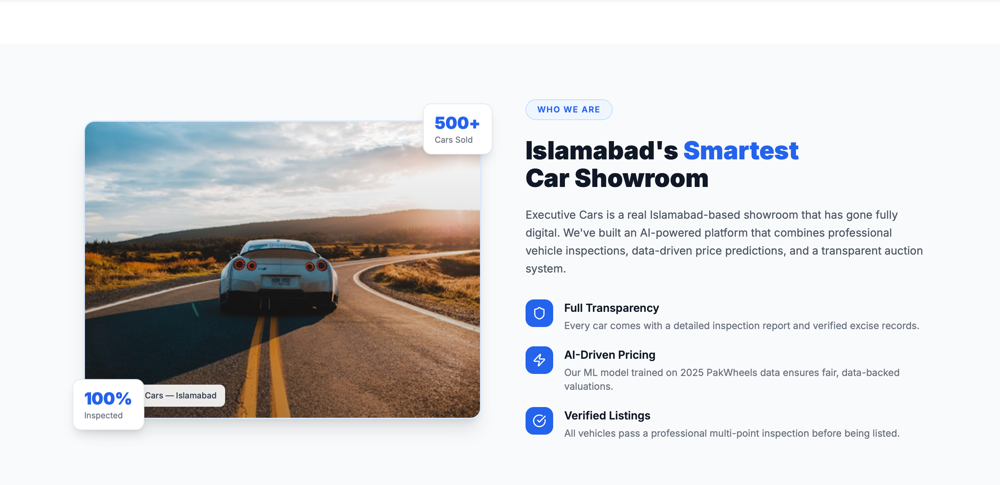 500+
Cars Sold
100%
Inspected
Cars — Islamabad
WHO WE ARE
Islamabad's Smartest
Car Showroom
Executive Cars is a real Islamabad-based showroom that has gone fully
digital. We've built an AI-powered platform that combines professional
vehicle inspections, data-driven price predictions, and a transparent auction
system.
Full Transparency
Every car comes with a detailed inspection report and verified excise records.
AI-Driven Pricing
Our ML model trained on 2025 PakWheels data ensures fair, data-backed
valuations.
Verified Listings
All vehicles pass a professional multi-point inspection before being listed.